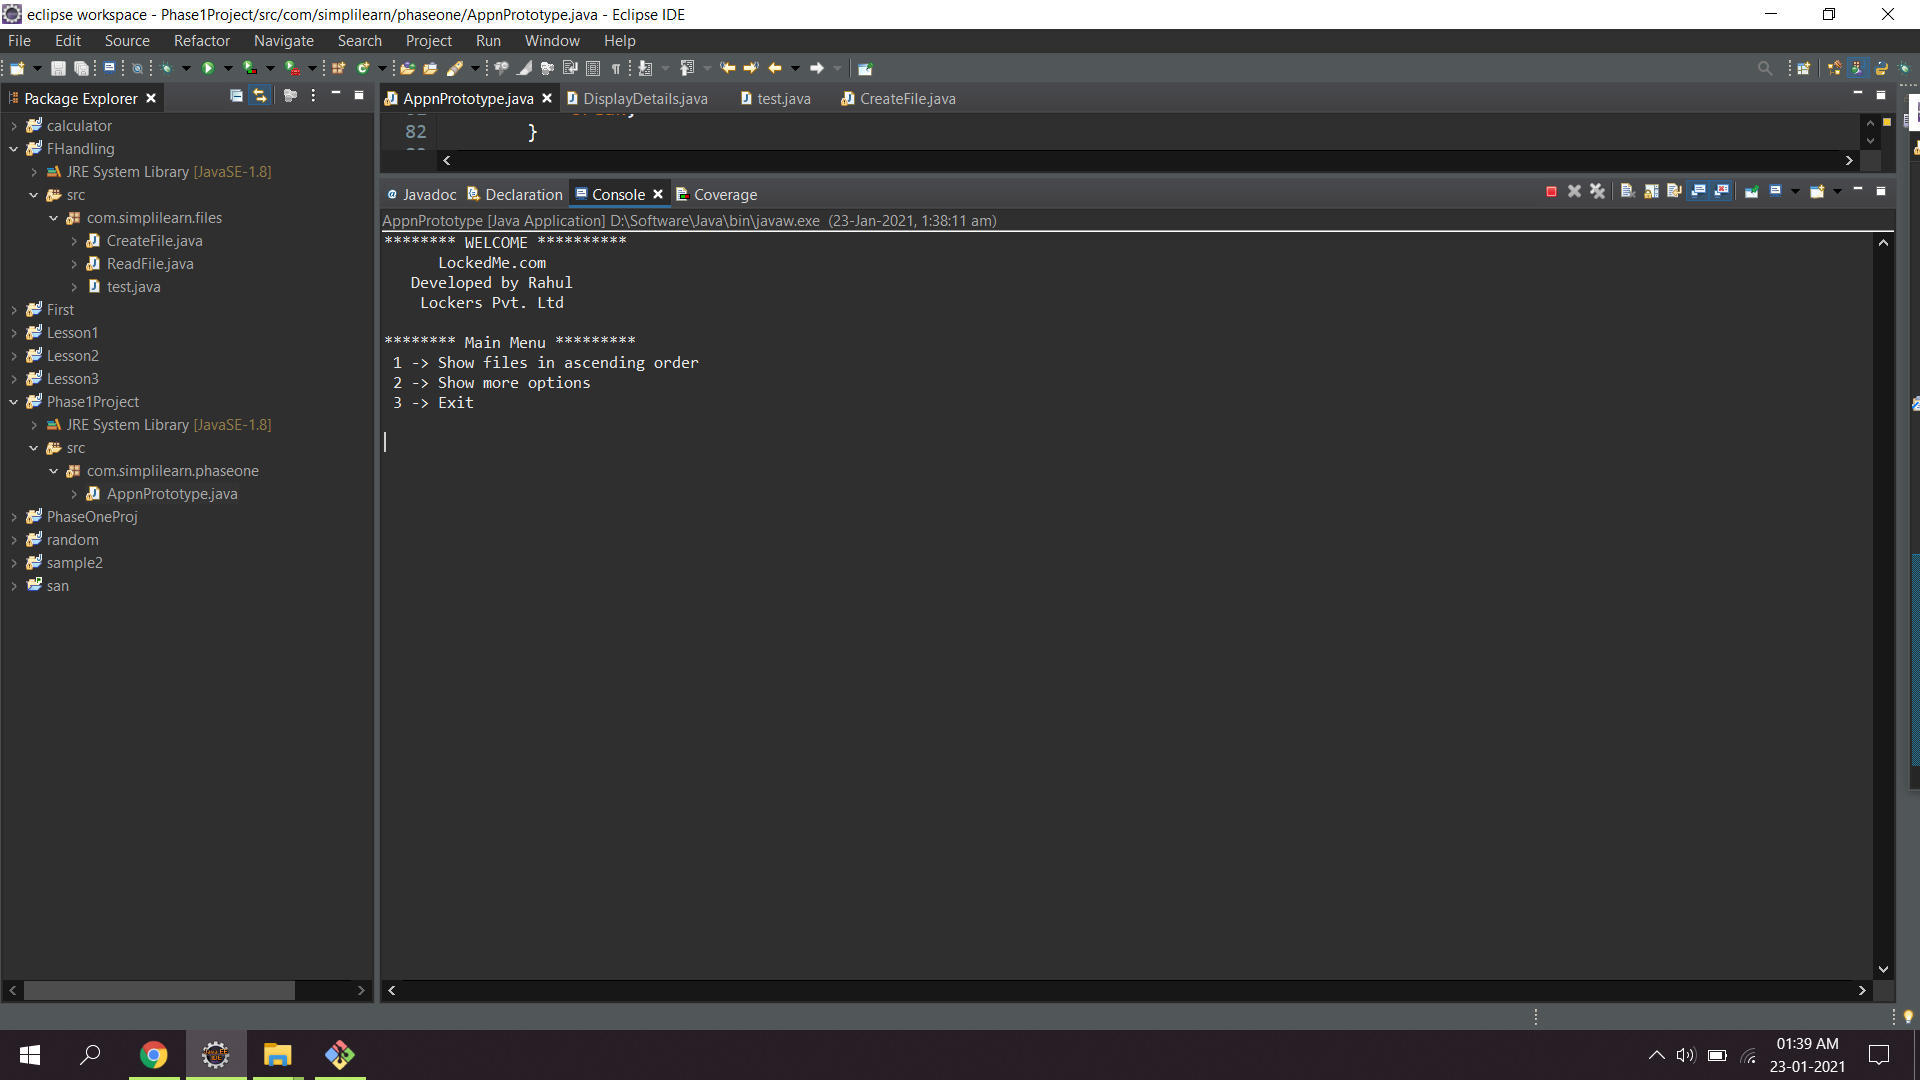 eclipse workspace - Phase1Project/src/com/simplilearn/phaseone/AppnPrototype.java - Eclipse IDE
File Edit Source Refactor Navigate Search Project Run Window Help
Package Explorer
calculator
FHandling
JRE System Library [JavaSE-1.8]
src
com.simplilearn.files
CreateFile.java
ReadFile.java
test.java
First
Lesson1
Lesson2
Lesson3
Phase1Project
JRE System Library [JavaSE-1.8]
src
com.simplilearn.phaseone
AppnPrototype.java
PhaseOneProj
random
sample2
san
AppnPrototype.java DisplayDetails.java test.java CreateFile.java
82 }
Javadoc Declaration Console Coverage
AppnPrototype [Java Application] D:\Software\Java\bin\javaw.exe (23-Jan-2021, 1:38:11 am)
******** WELCOME **********
LockedMe.com
Developed by Rahul
Lockers Pvt. Ltd
******** Main Menu *********
1 -> Show files in ascending order
2 -> Show more options
3 -> Exit
01:39 AM
23-01-2021